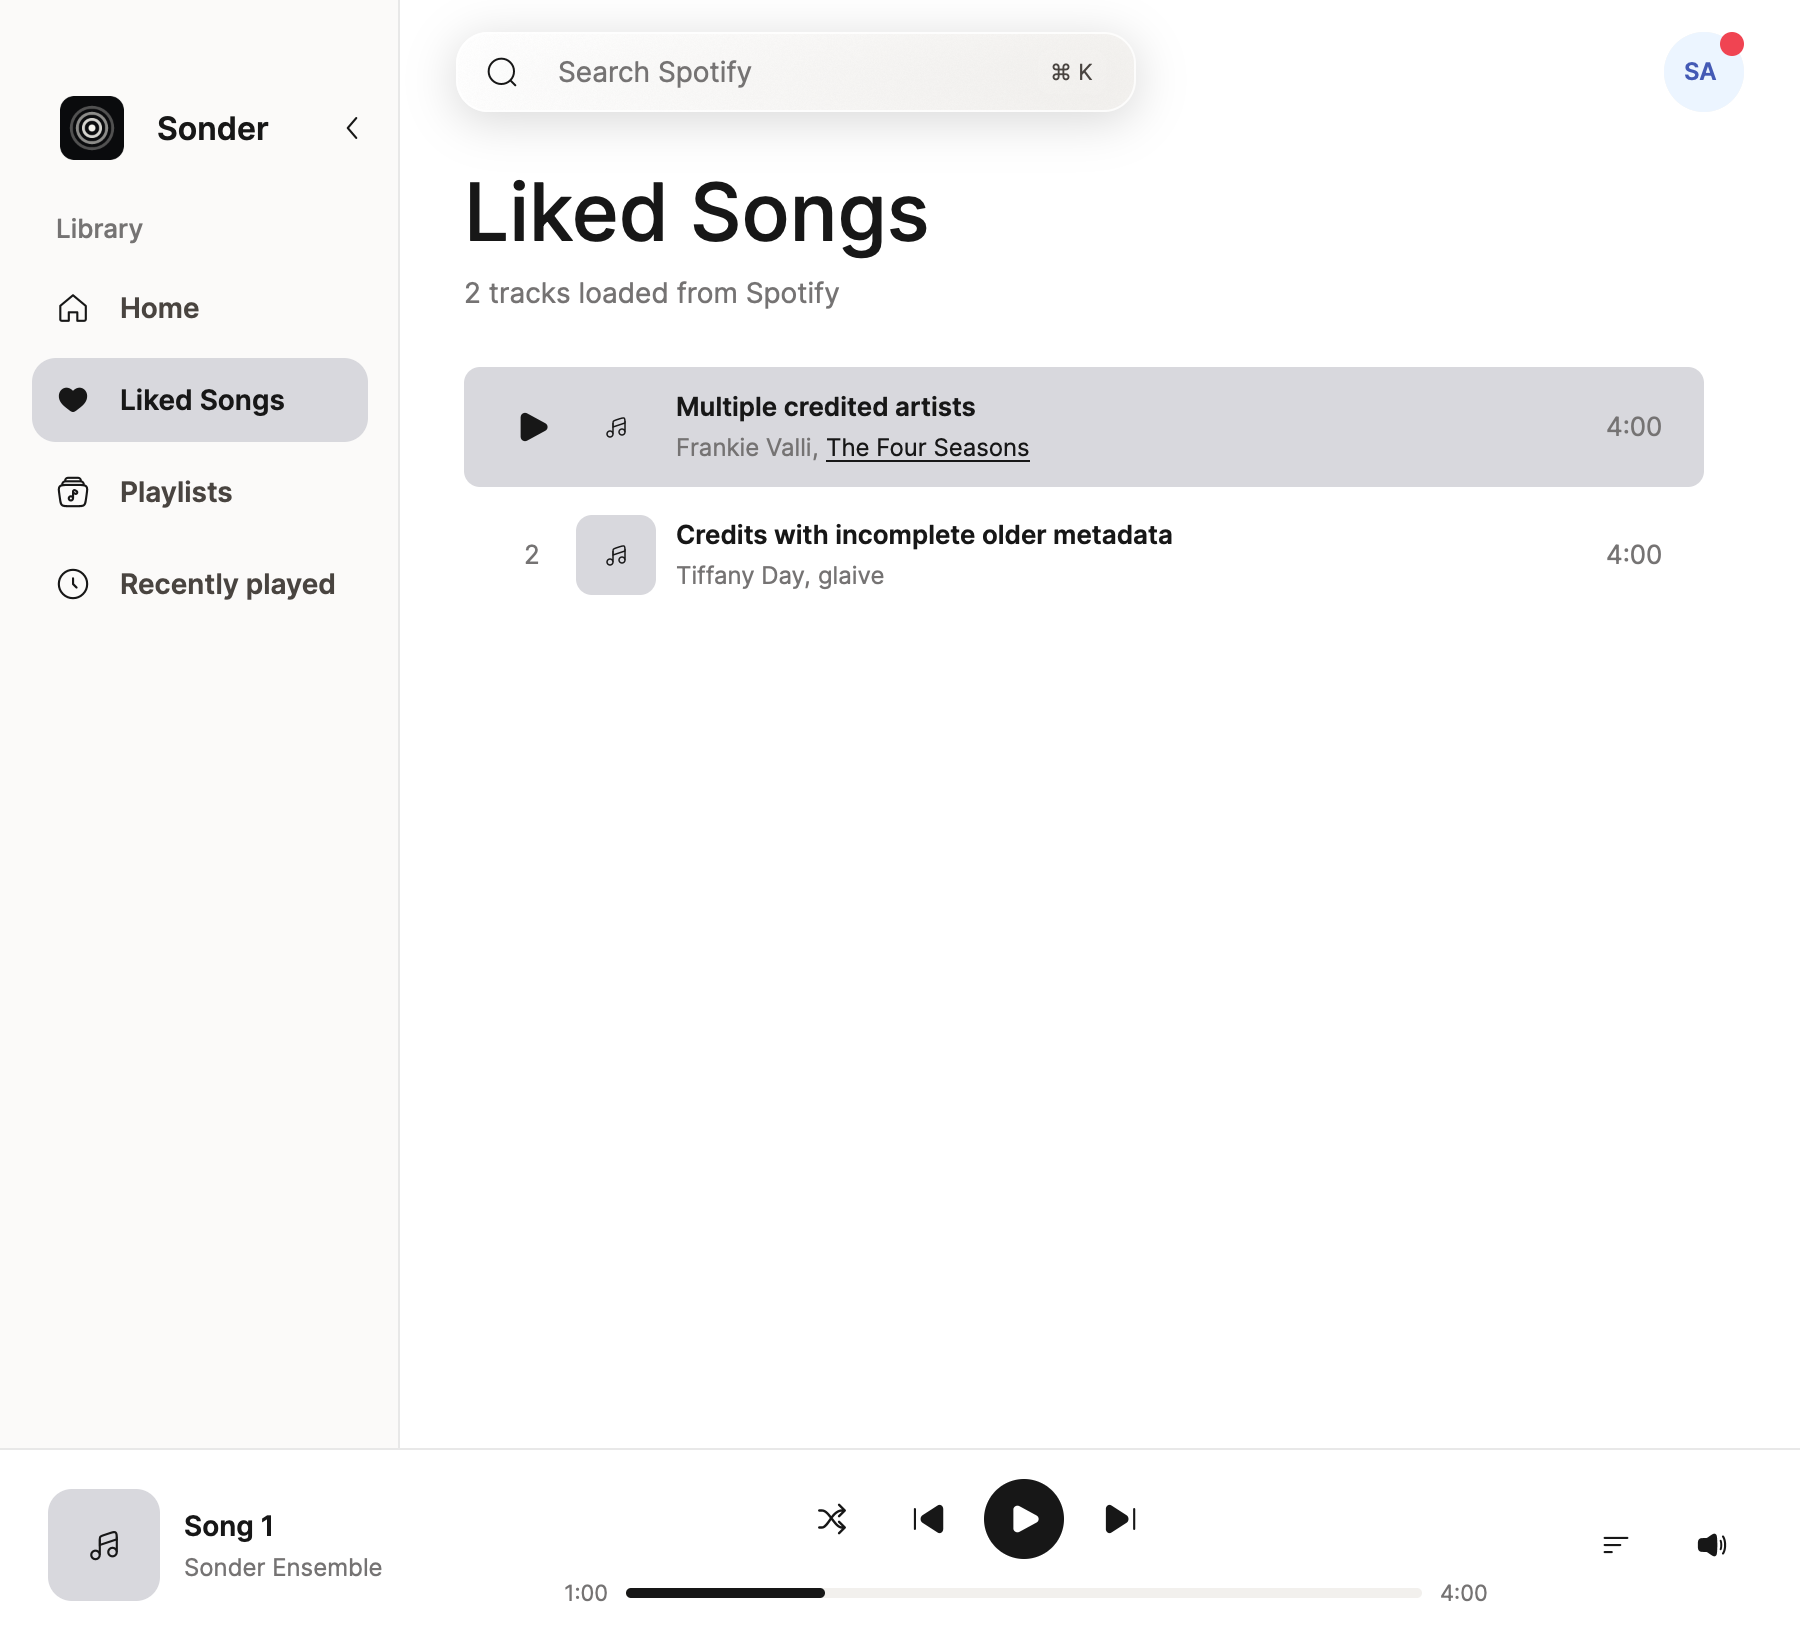 Sonder
Library
Home
Liked Songs
Playlists
Recently played
Search Spotify ⌘ K
SA
Liked Songs
2 tracks loaded from Spotify
Multiple credited artists
Frankie Valli, The Four Seasons
4:00
2
Credits with incomplete older metadata
Tiffany Day, glaive
4:00
Song 1
Sonder Ensemble
1:00
4:00